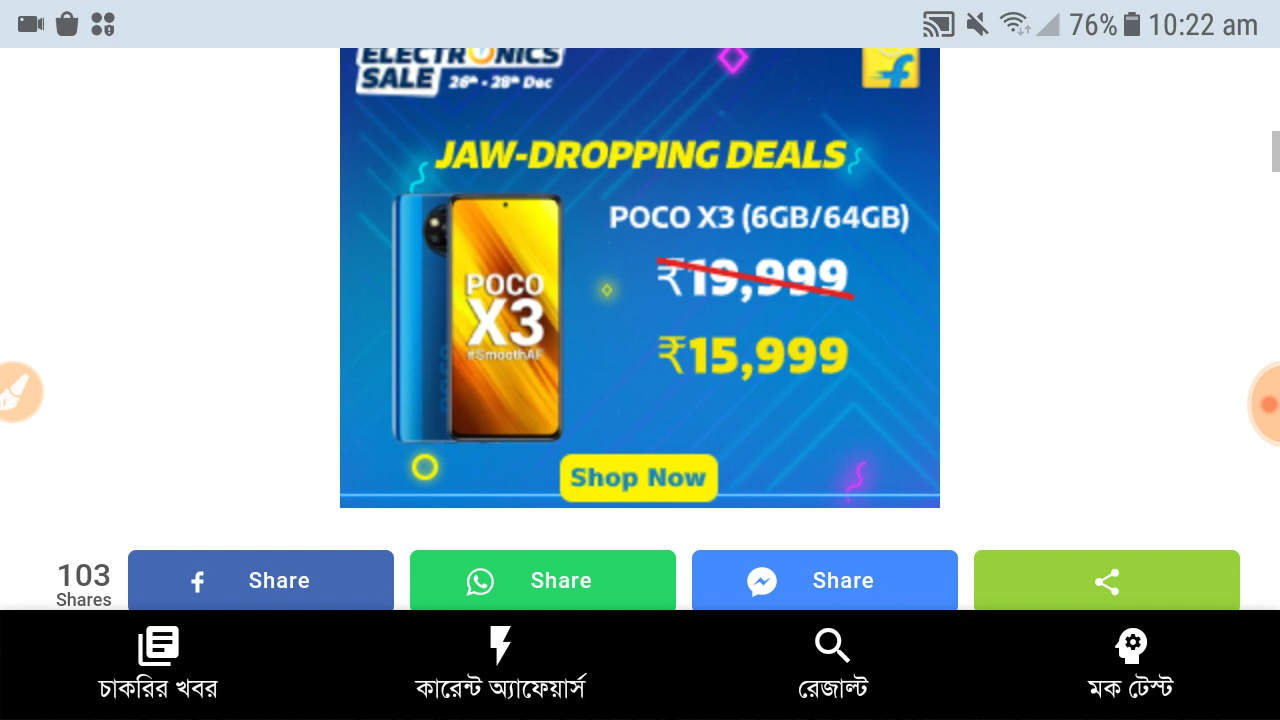 76% 10:22 am
ELECTRONICS
SALE 26th - 28th Dec
JAW-DROPPING DEALS
POCO X3 (6GB/64GB)
₹19,999
₹15,999
POCO
X3
#SmoothAF
POCO
Shop Now
103
Shares
Share
Share
Share
চাকরির খবর
কারেন্ট অ্যাফেয়ার্স
রেজাল্ট
মক টেস্ট